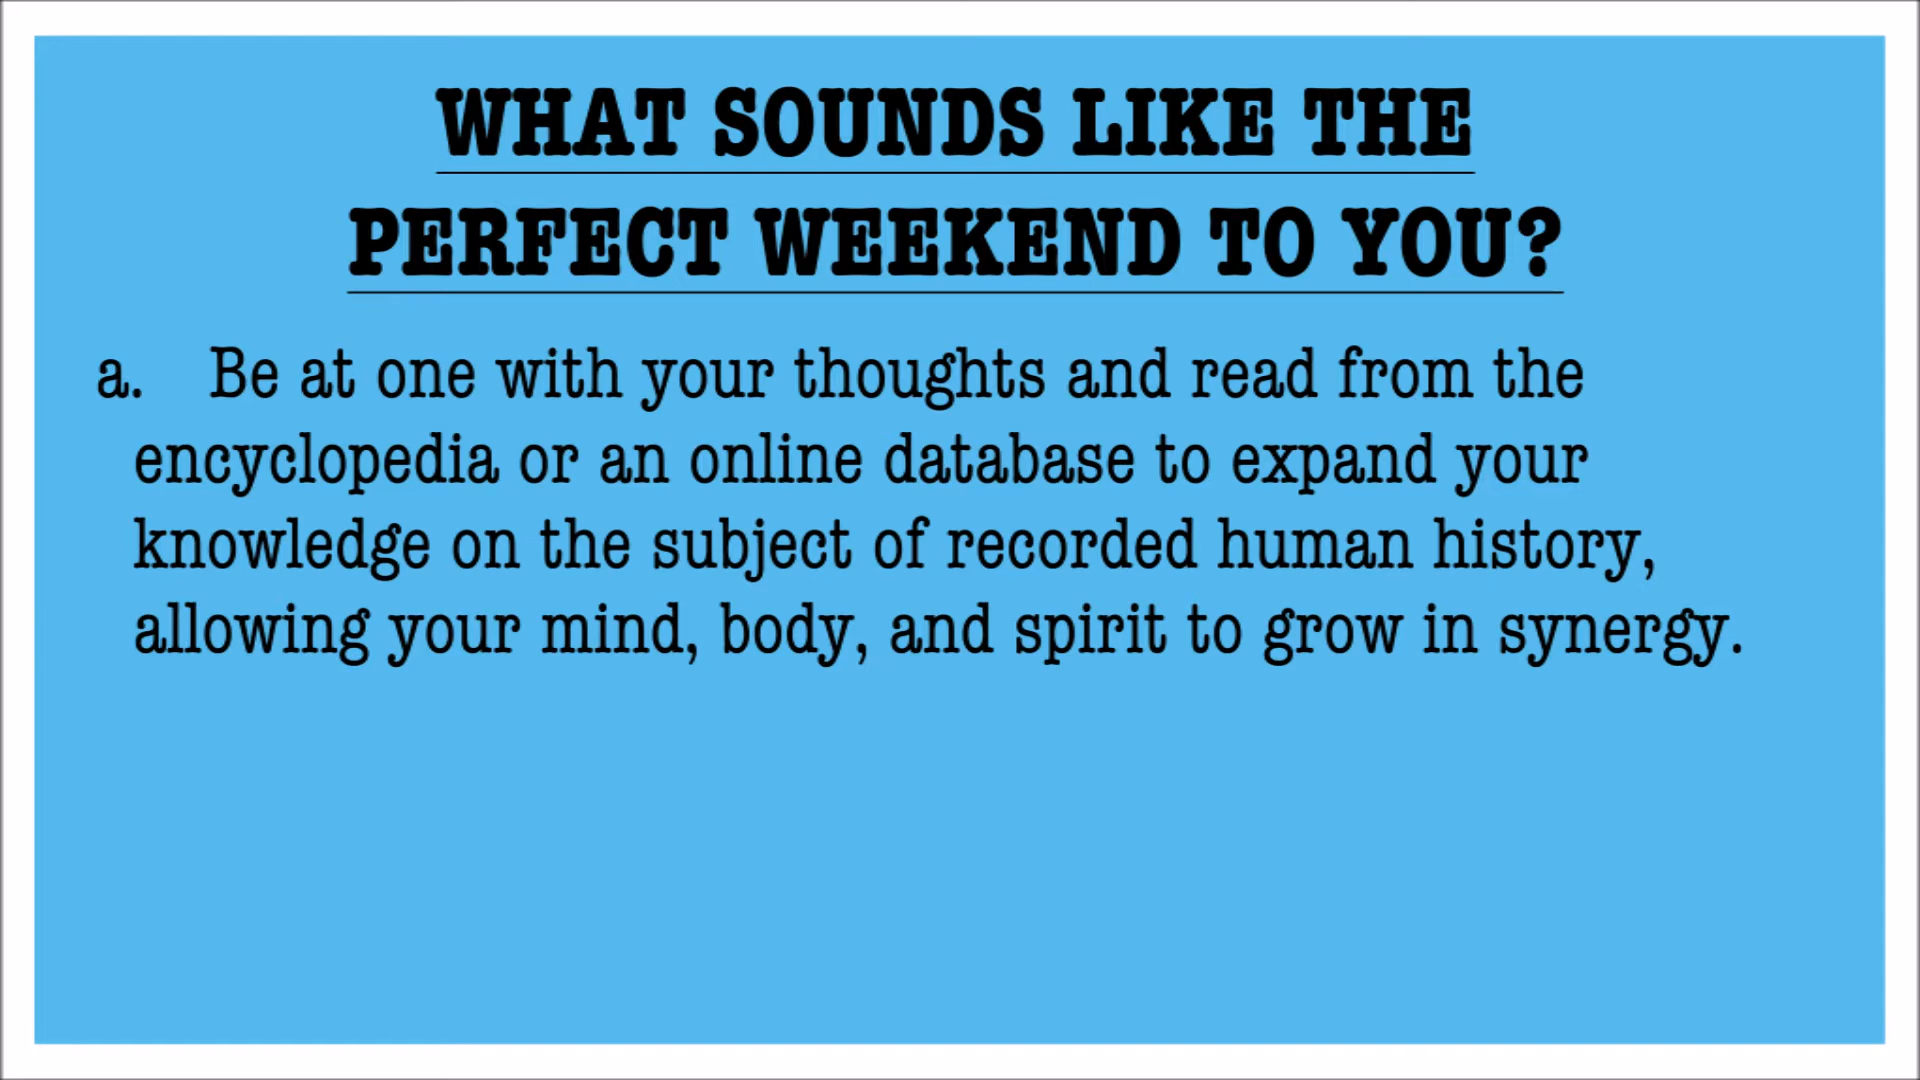 WHAT SOUNDS LIKE THE
PERFECT WEEKEND TO YOU?
a. Be at one with your thoughts and read from the
encyclopedia or an online database to expand your
knowledge on the subject of recorded human history,
allowing your mind, body, and spirit to grow in synergy.